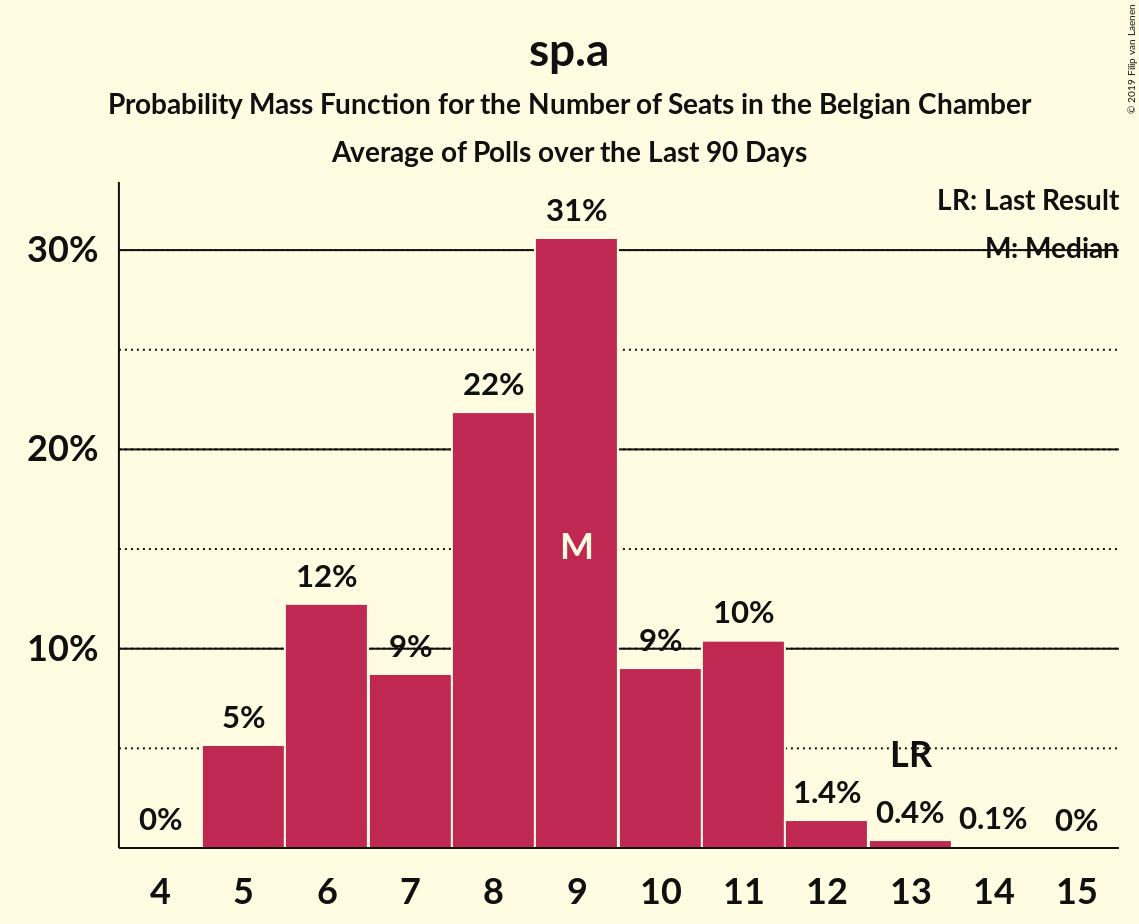 sp.a
Probability Mass Function for the Number of Seats in the Belgian Chamber
Average of Polls over the Last 90 Days
© 2019 Filip van Laenen
LR: Last Result
M: Median
30%
20%
10%
0%
5%
12%
9%
22%
31%
M
9%
10%
1.4%
LR
0.4%
0.1%
0%
4 5 6 7 8 9 10 11 12 13 14 15